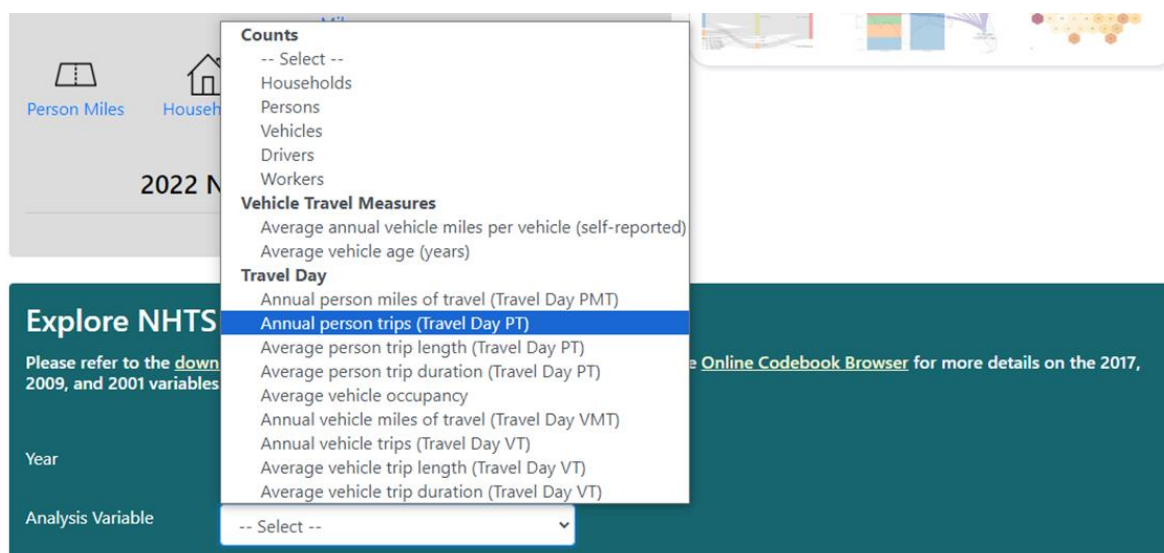 Counts
-- Select --
Households
Persons
Vehicles
Drivers
Workers
Vehicle Travel Measures
Average annual vehicle miles per vehicle (self-reported)
Average vehicle age (years)
Travel Day
Annual person miles of travel (Travel Day PMT)
Annual person trips (Travel Day PT)
Average person trip length (Travel Day PT)
Average person trip duration (Travel Day PT)
Average vehicle occupancy
Annual vehicle miles of travel (Travel Day VMT)
Annual vehicle trips (Travel Day VT)
Average vehicle trip length (Travel Day VT)
Average vehicle trip duration (Travel Day VT)
Person Miles
Househ
2022 N
Explore NHTS
Please refer to the down
e Online Codebook Browser for more details on the 2017,
2009, and 2001 variables
Year
Analysis Variable
-- Select --